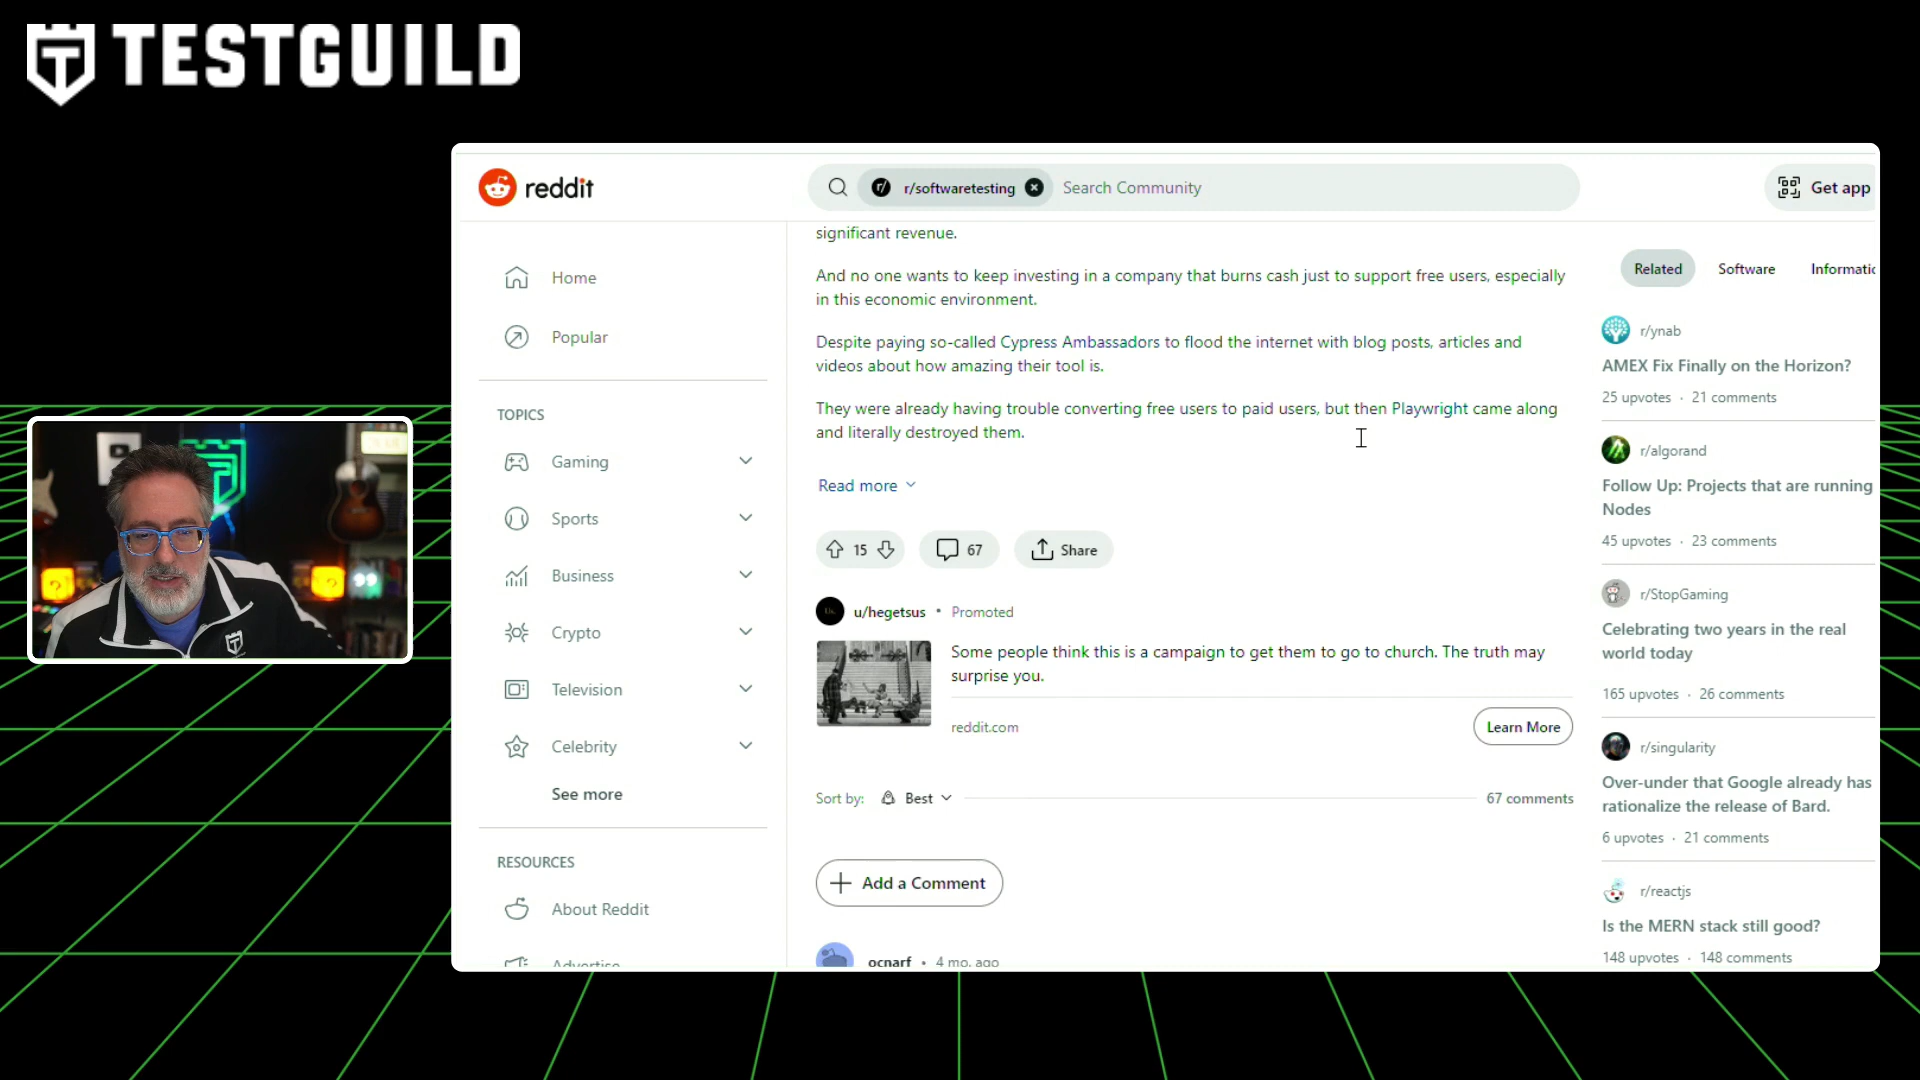 TESTGUILD
reddit
r/softwaretesting
Search Community
Get app
Home
Popular
TOPICS
Gaming
Sports
Business
Crypto
Television
Celebrity
See more
RESOURCES
About Reddit
Advertise
significant revenue.
And no one wants to keep investing in a company that burns cash just to support free users, especially
in this economic environment.
Despite paying so-called Cypress Ambassadors to flood the internet with blog posts, articles and
videos about how amazing their tool is.
They were already having trouble converting free users to paid users, but then Playwright came along
and literally destroyed them.
Read more
15
67
Share
u/hegetsus • Promoted
Some people think this is a campaign to get them to go to church. The truth may
surprise you.
reddit.com
Learn More
Sort by: Best
67 comments
Add a Comment
ocnarf • 4 mo. ago
Related
Software
Informatic
r/ynab
AMEX Fix Finally on the Horizon?
25 upvotes · 21 comments
r/algorand
Follow Up: Projects that are running
Nodes
45 upvotes · 23 comments
r/StopGaming
Celebrating two years in the real
world today
165 upvotes · 26 comments
r/singularity
Over-under that Google already has
rationalize the release of Bard.
6 upvotes · 21 comments
r/reactjs
Is the MERN stack still good?
148 upvotes · 148 comments